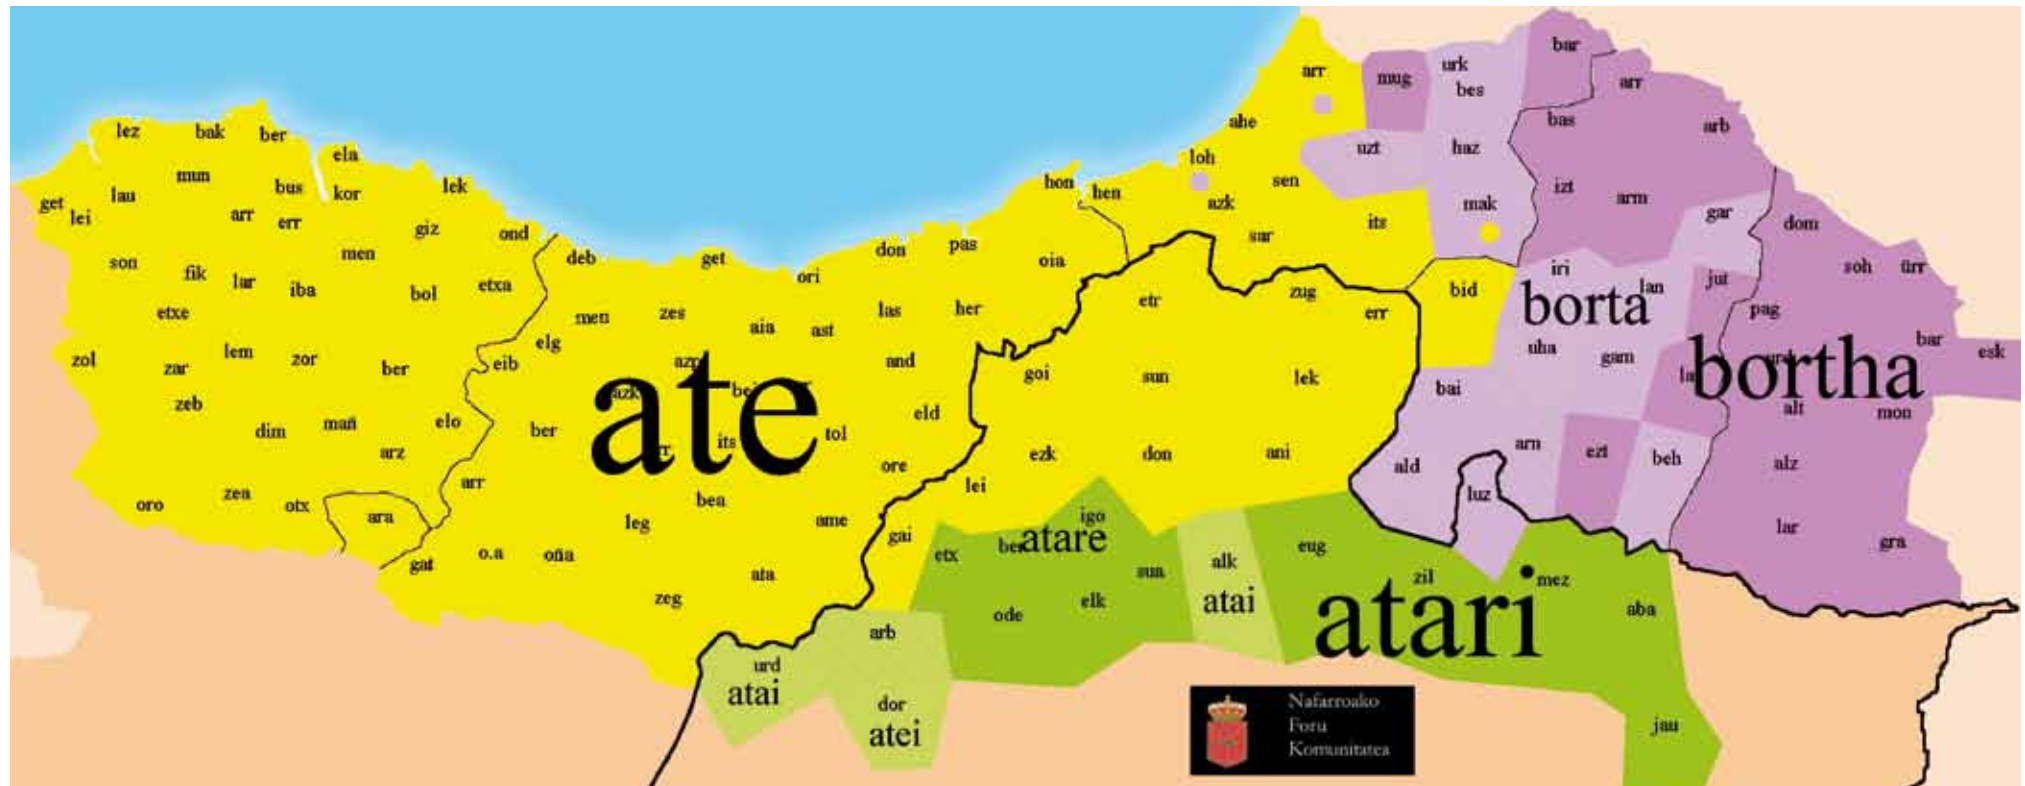 bar
arr
mug
urk
arr
bes
lez
bak
ber
ahe
bas
arb
ela
loh
uzt
haz
mun
lau
bus
kor
lek
hon
hen
sen
izt
arm
get
lei
arr
err
azk
its
mak
gar
dom
giz
ond
sur
son
fik
lar
iba
men
bol
etxa
deb
get
ori
don
pas
oia
iri
lan
jut
soh
ürr
etxe
men
zes
aia
ast
las
her
etr
zug
err
bid
borta
pag
bar
esk
zol
zar
lem
zor
ber
eib
elg
and
goi
sun
lek
uha
gam
bortha
zeb
dim
mañ
elo
ber
azk
ate
its
tol
eld
bai
alt
mon
arz
arr
ore
lei
ezk
don
ani
ald
arn
ezt
beh
alz
oro
zea
otx
ara
bea
leg
ame
gai
igo
luz
lar
gra
gat
o.a
oña
ata
etx
atare
sua
alk
eug
zil
mez
zeg
ode
elk
atai
atari
aba
arb
urd
atai
dor
atei
jau
Nafarroako
Foru
Komunitatea